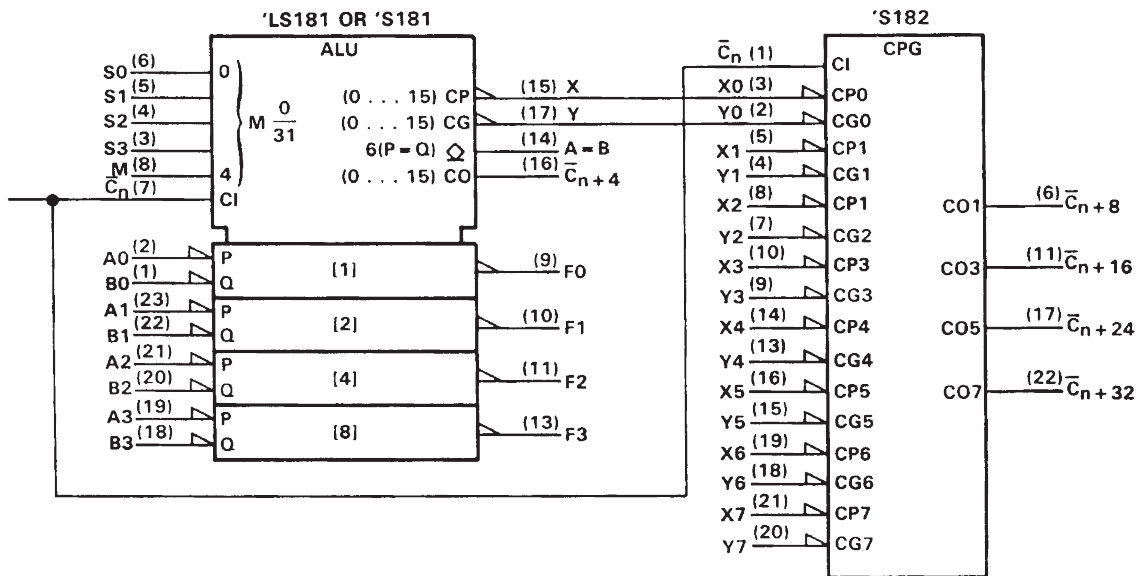 'LS181 OR 'S181
ALU
S0 (6)
0
S1 (5)
S2 (4)
S3 (3)
M (8)
4
M 0/31
C̅n (7)
CI
(0 . . . 15) CP
(15) X
(0 . . . 15) CG
(17) Y
6(P = Q) ◇
(14) A = B
(0 . . . 15) CO
(16) C̅n + 4
A0 (2)
P
B0 (1)
Q
[1]
(9) F0
A1 (23)
P
B1 (22)
Q
[2]
(10) F1
A2 (21)
P
B2 (20)
Q
[4]
(11) F2
A3 (19)
P
B3 (18)
Q
[8]
(13) F3
'S182
CPG
C̅n (1)
CI
X0 (3)
CP0
Y0 (2)
CG0
X1 (5)
CP1
Y1 (4)
CG1
X2 (8)
CP1
Y2 (7)
CG2
X3 (10)
CP3
Y3 (9)
CG3
X4 (14)
CP4
Y4 (13)
CG4
X5 (16)
CP5
Y5 (15)
CG5
X6 (19)
CP6
Y6 (18)
CG6
X7 (21)
CP7
Y7 (20)
CG7
CO1
(6) C̅n + 8
CO3
(11) C̅n + 16
CO5
(17) C̅n + 24
CO7
(22) C̅n + 32